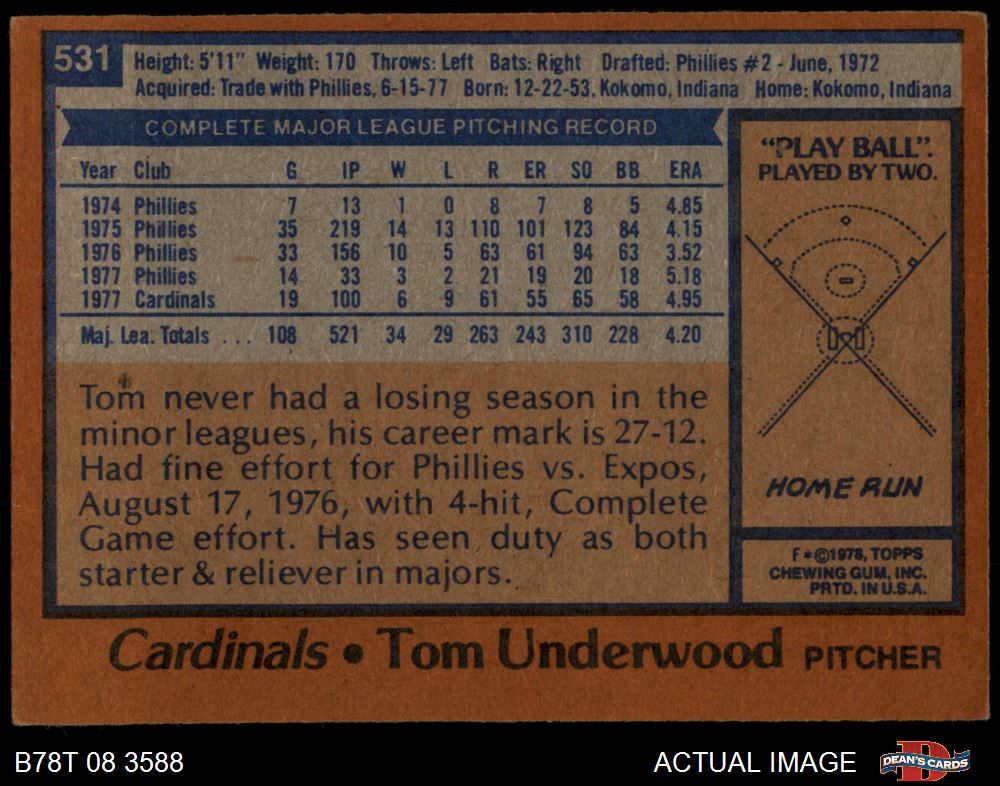 531
Height: 5'11" Weight: 170 Throws: Left Bats: Right Drafted: Phillies #2 - June, 1972
Acquired: Trade with Phillies, 6-15-77 Born: 12-22-53, Kokomo, Indiana Home: Kokomo, Indiana
COMPLETE MAJOR LEAGUE PITCHING RECORD
Year Club G IP W L R ER SO BB ERA
1974 Phillies 7 13 1 0 8 7 8 5 4.85
1975 Phillies 35 219 14 13 110 101 123 84 4.15
1976 Phillies 33 156 10 5 63 61 94 63 3.52
1977 Phillies 14 33 3 2 21 19 20 18 5.18
1977 Cardinals 19 100 6 9 61 55 65 58 4.95
Maj. Lea. Totals . . . 108 521 34 29 263 243 310 228 4.20
Tom never had a losing season in the
minor leagues, his career mark is 27-12.
Had fine effort for Phillies vs. Expos,
August 17, 1976, with 4-hit, Complete
Game effort. Has seen duty as both
starter & reliever in majors.
"PLAY BALL".
PLAYED BY TWO.
HOME RUN
F*©1978, TOPPS
CHEWING GUM, INC.
PRTD. IN U.S.A.
Cardinals • Tom Underwood PITCHER
B78T 08 3588
ACTUAL IMAGE
D
DEAN'S CARDS